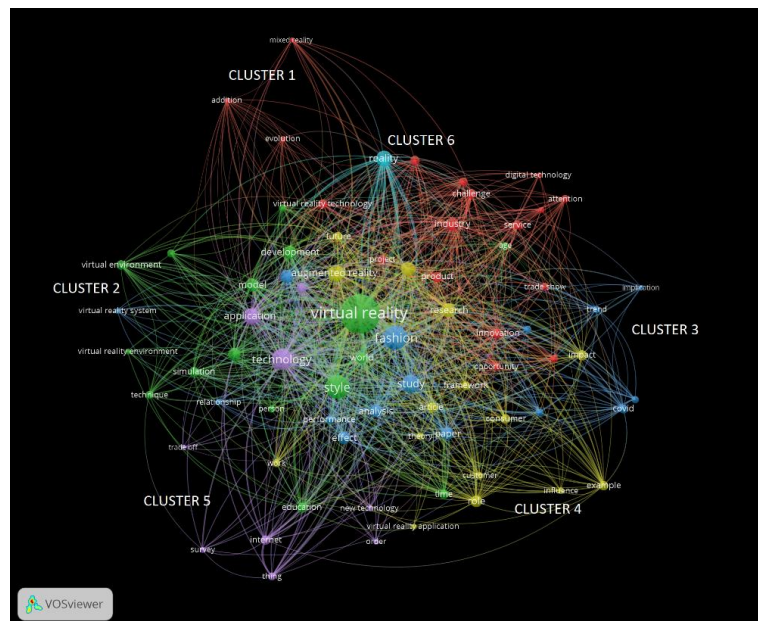 mixed reality
CLUSTER 1
addition
evolution
CLUSTER 6
reality
digital technology
challenge
attention
virtual reality technology
industry
service
future
age
development
project
virtual environment
augmented reality
product
model
CLUSTER 2
trade show
implication
virtual reality system
application
virtual reality
research
trend
CLUSTER 3
fashion
innovation
virtual reality environment
technology
world
impact
simulation
opportunity
style
study
framework
technique
relationship
person
analysis
article
covid
performance
consumer
effect
theory
paper
trade off
work
customer
example
CLUSTER 5
influence
time
role
CLUSTER 4
education
new technology
virtual reality application
internet
order
survey
thing
VOSviewer